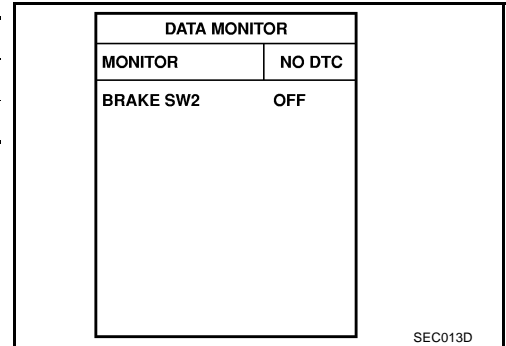 DATA MONITOR
MONITOR NO DTC
BRAKE SW2 OFF
SEC013D